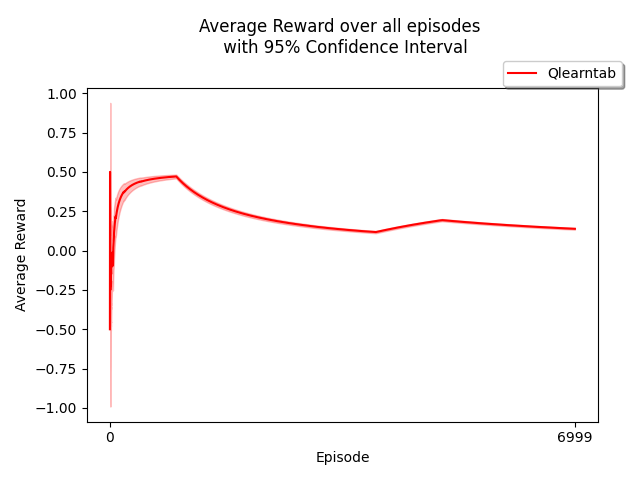 Average Reward over all episodes
with 95% Confidence Interval
Qlearntab
1.00
0.75
0.50
0.25
0.00
−0.25
−0.50
−0.75
−1.00
Average Reward
0
6999
Episode